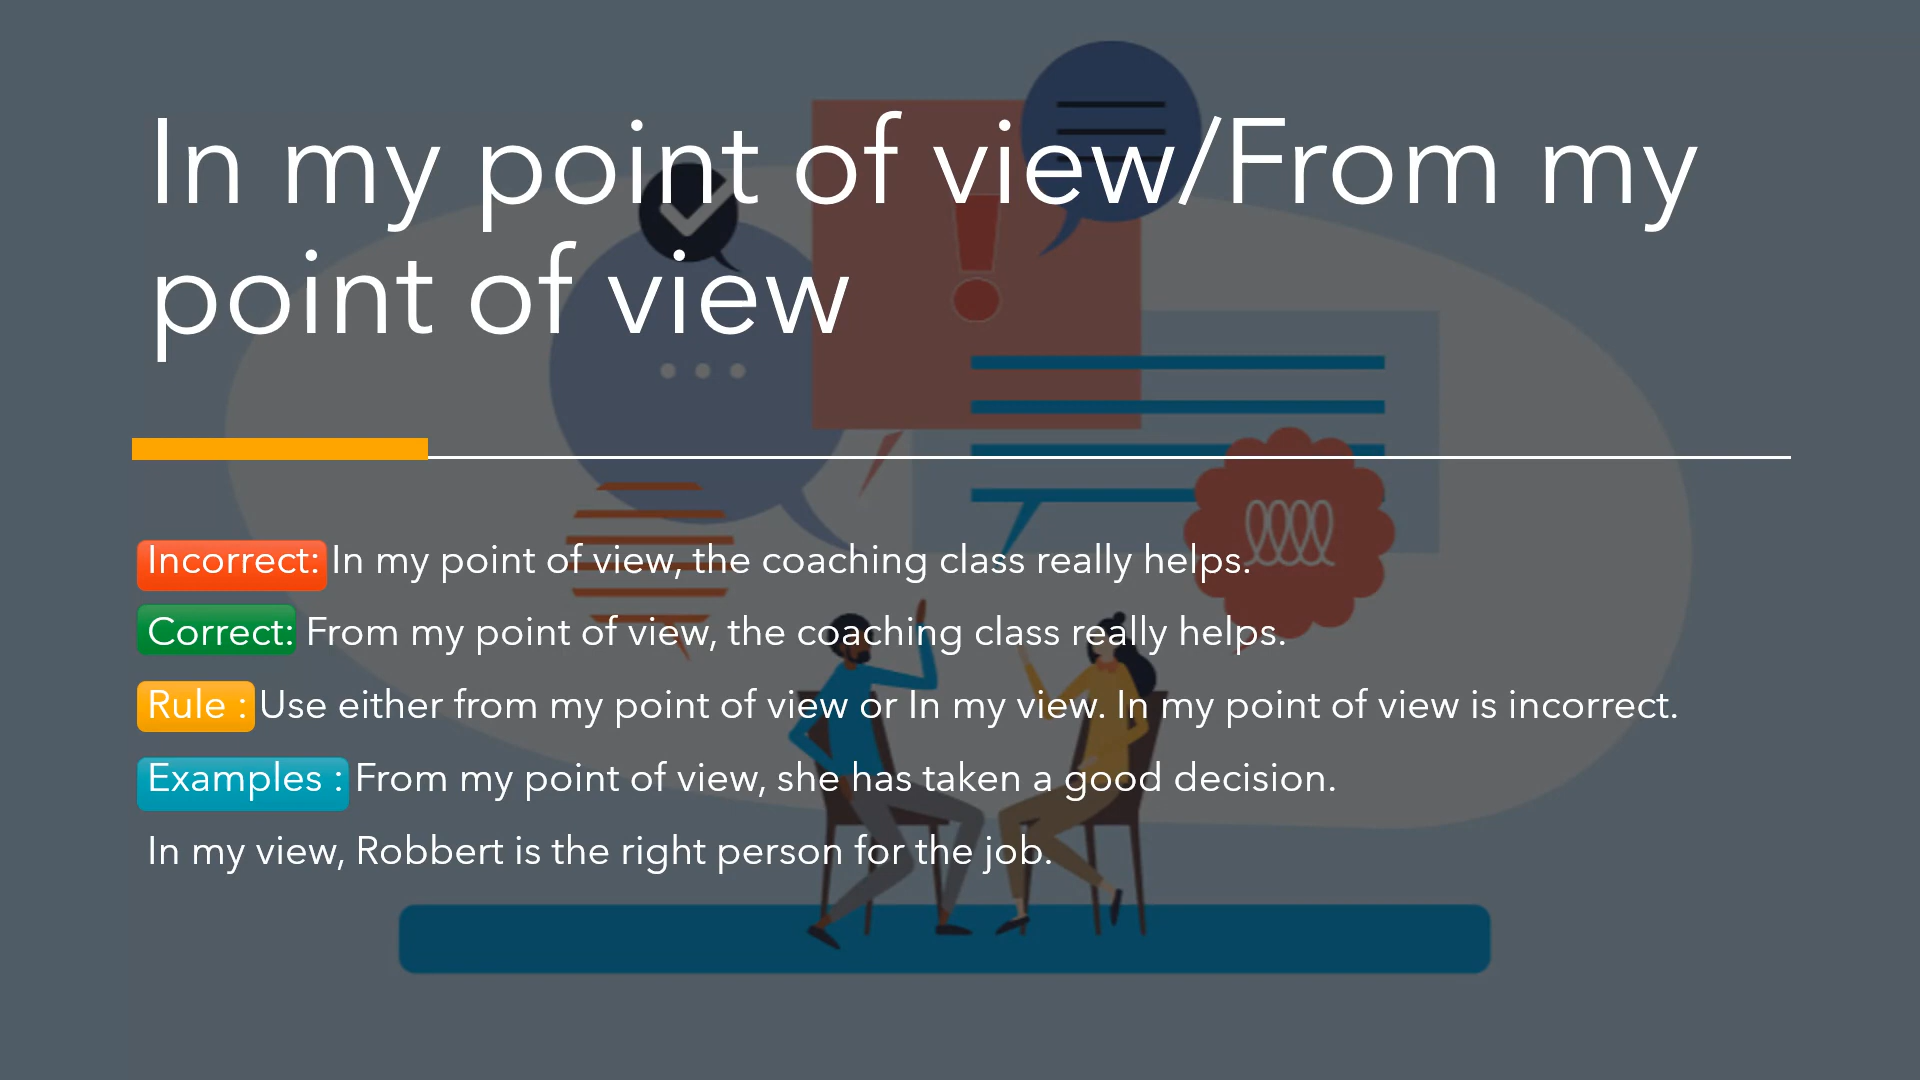 In my point of view/From my
point of view
Incorrect: In my point of view, the coaching class really helps.
Correct: From my point of view, the coaching class really helps.
Rule : Use either from my point of view or In my view. In my point of view is incorrect.
Examples : From my point of view, she has taken a good decision.
In my view, Robbert is the right person for the job.